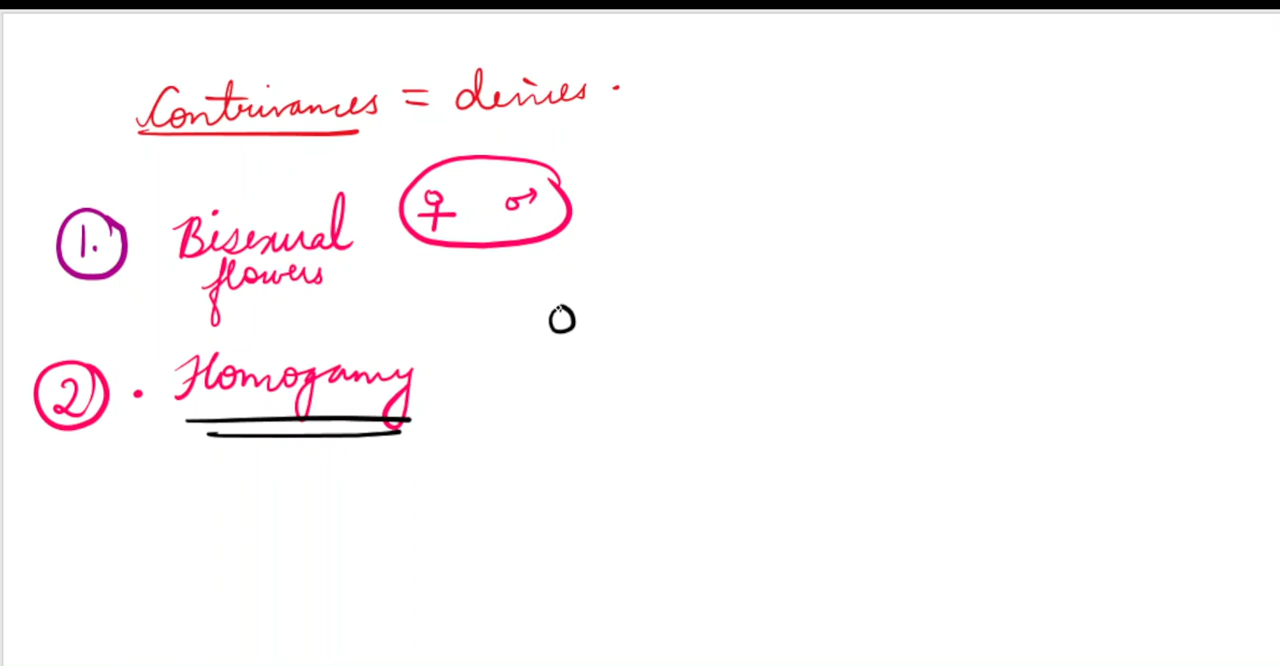 Contrivances = devices.
1. Bisexual
flowers
♀ ♂
2) . Homogamy